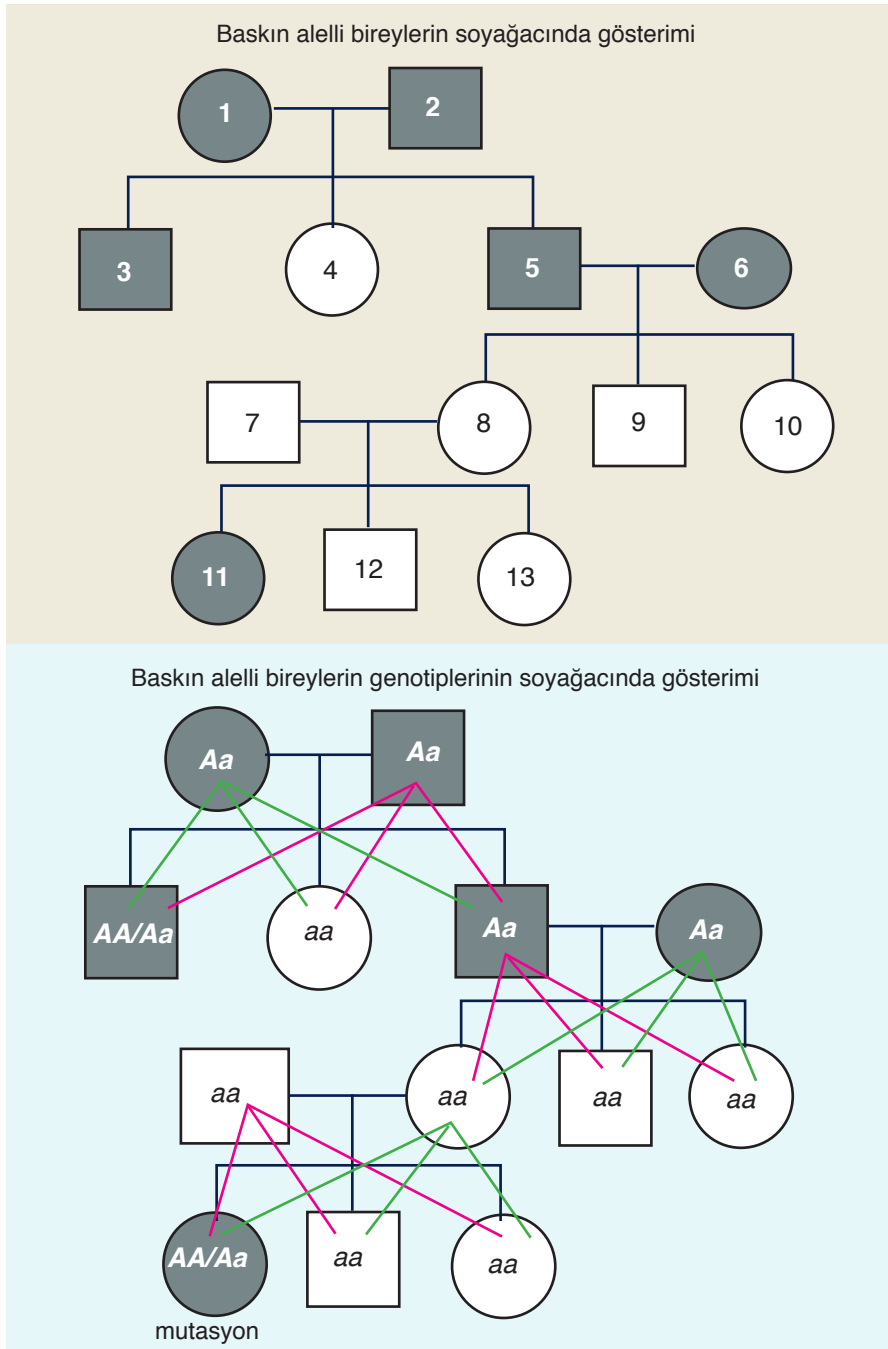 Baskın alelli bireylerin soyağacında gösterimi
1
2
3
4
5
6
7
8
9
10
11
12
13
Baskın alelli bireylerin genotiplerinin soyağacında gösterimi
Aa
Aa
AA/Aa
aa
Aa
Aa
aa
aa
aa
aa
AA/Aa
aa
aa
mutasyon